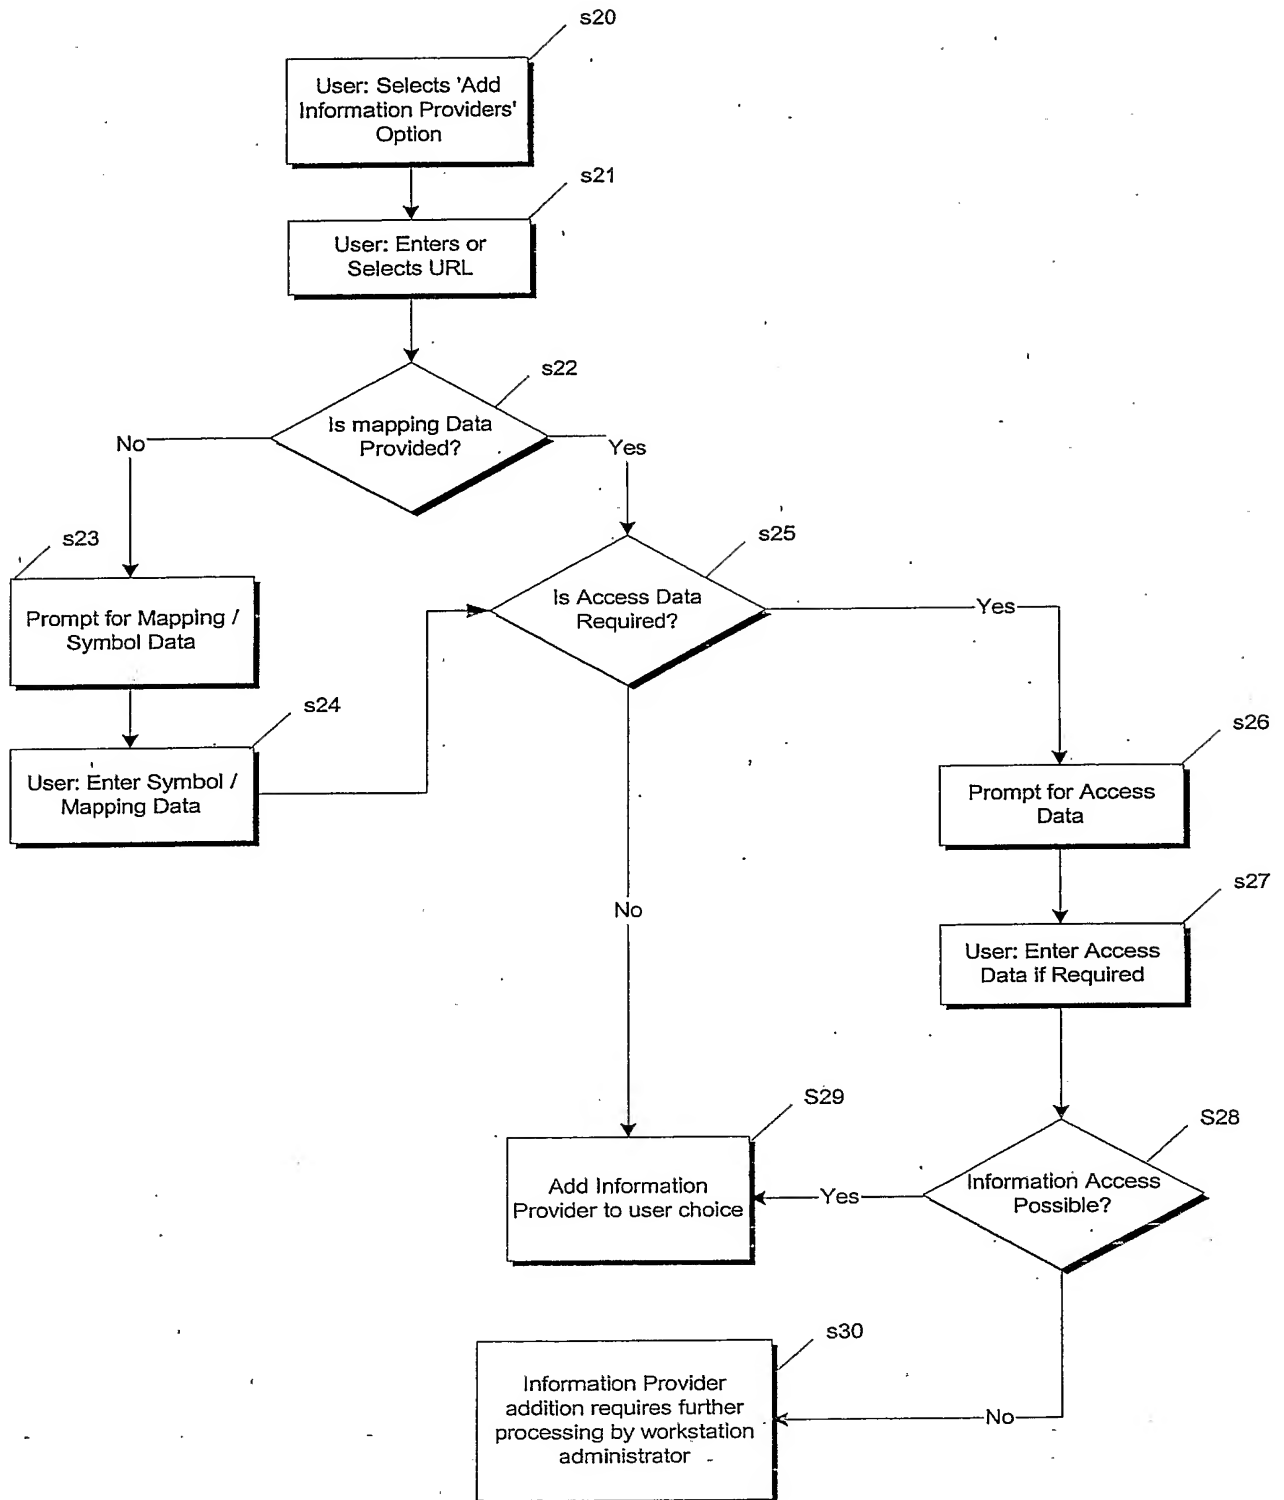 s20
User: Selects 'Add
Information Providers'
Option
s21
User: Enters or
Selects URL
s22
Is mapping Data
Provided?
No
Yes
s23
Prompt for Mapping /
Symbol Data
s24
User: Enter Symbol /
Mapping Data
s25
Is Access Data
Required?
Yes
No
s26
Prompt for Access
Data
s27
User: Enter Access
Data if Required
S28
Information Access
Possible?
Yes
S29
Add Information
Provider to user choice
No
s30
Information Provider
addition requires further
processing by workstation
administrator